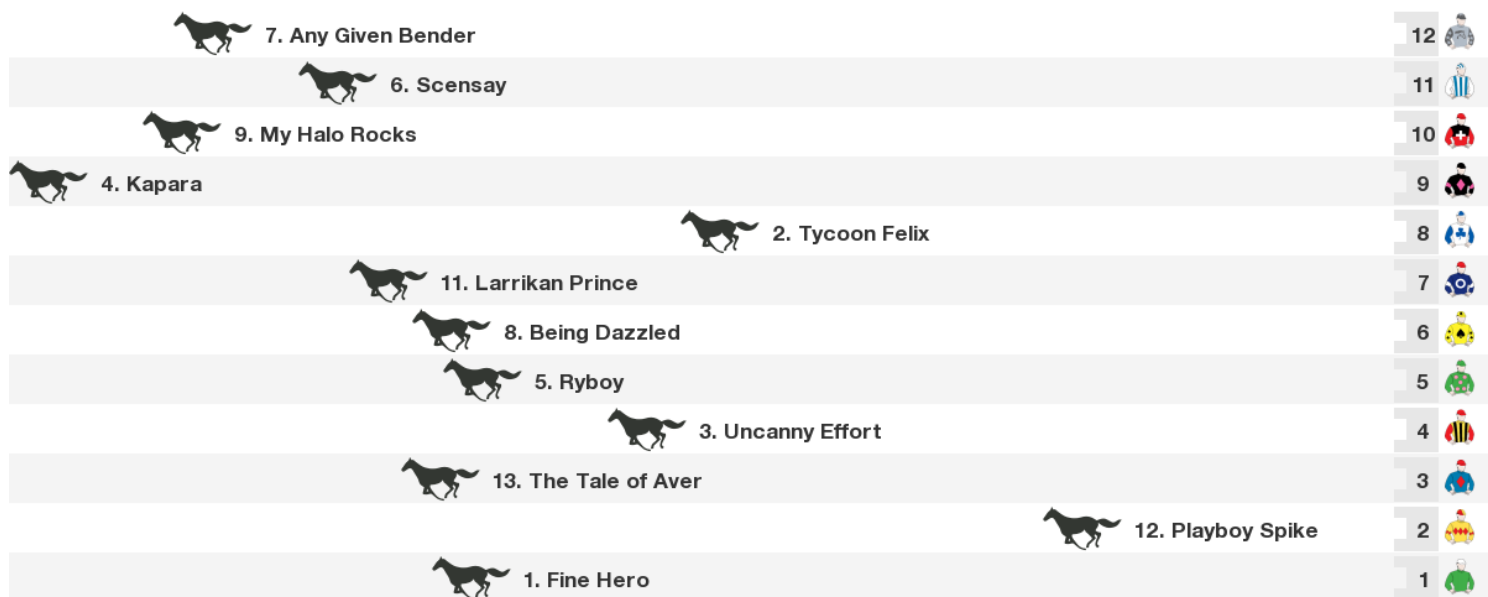 7. Any Given Bender 12
6. Scensay 11
9. My Halo Rocks 10
4. Kapara 9
2. Tycoon Felix 8
11. Larrikan Prince 7
8. Being Dazzled 6
5. Ryboy 5
3. Uncanny Effort 4
13. The Tale of Aver 3
12. Playboy Spike 2
1. Fine Hero 1